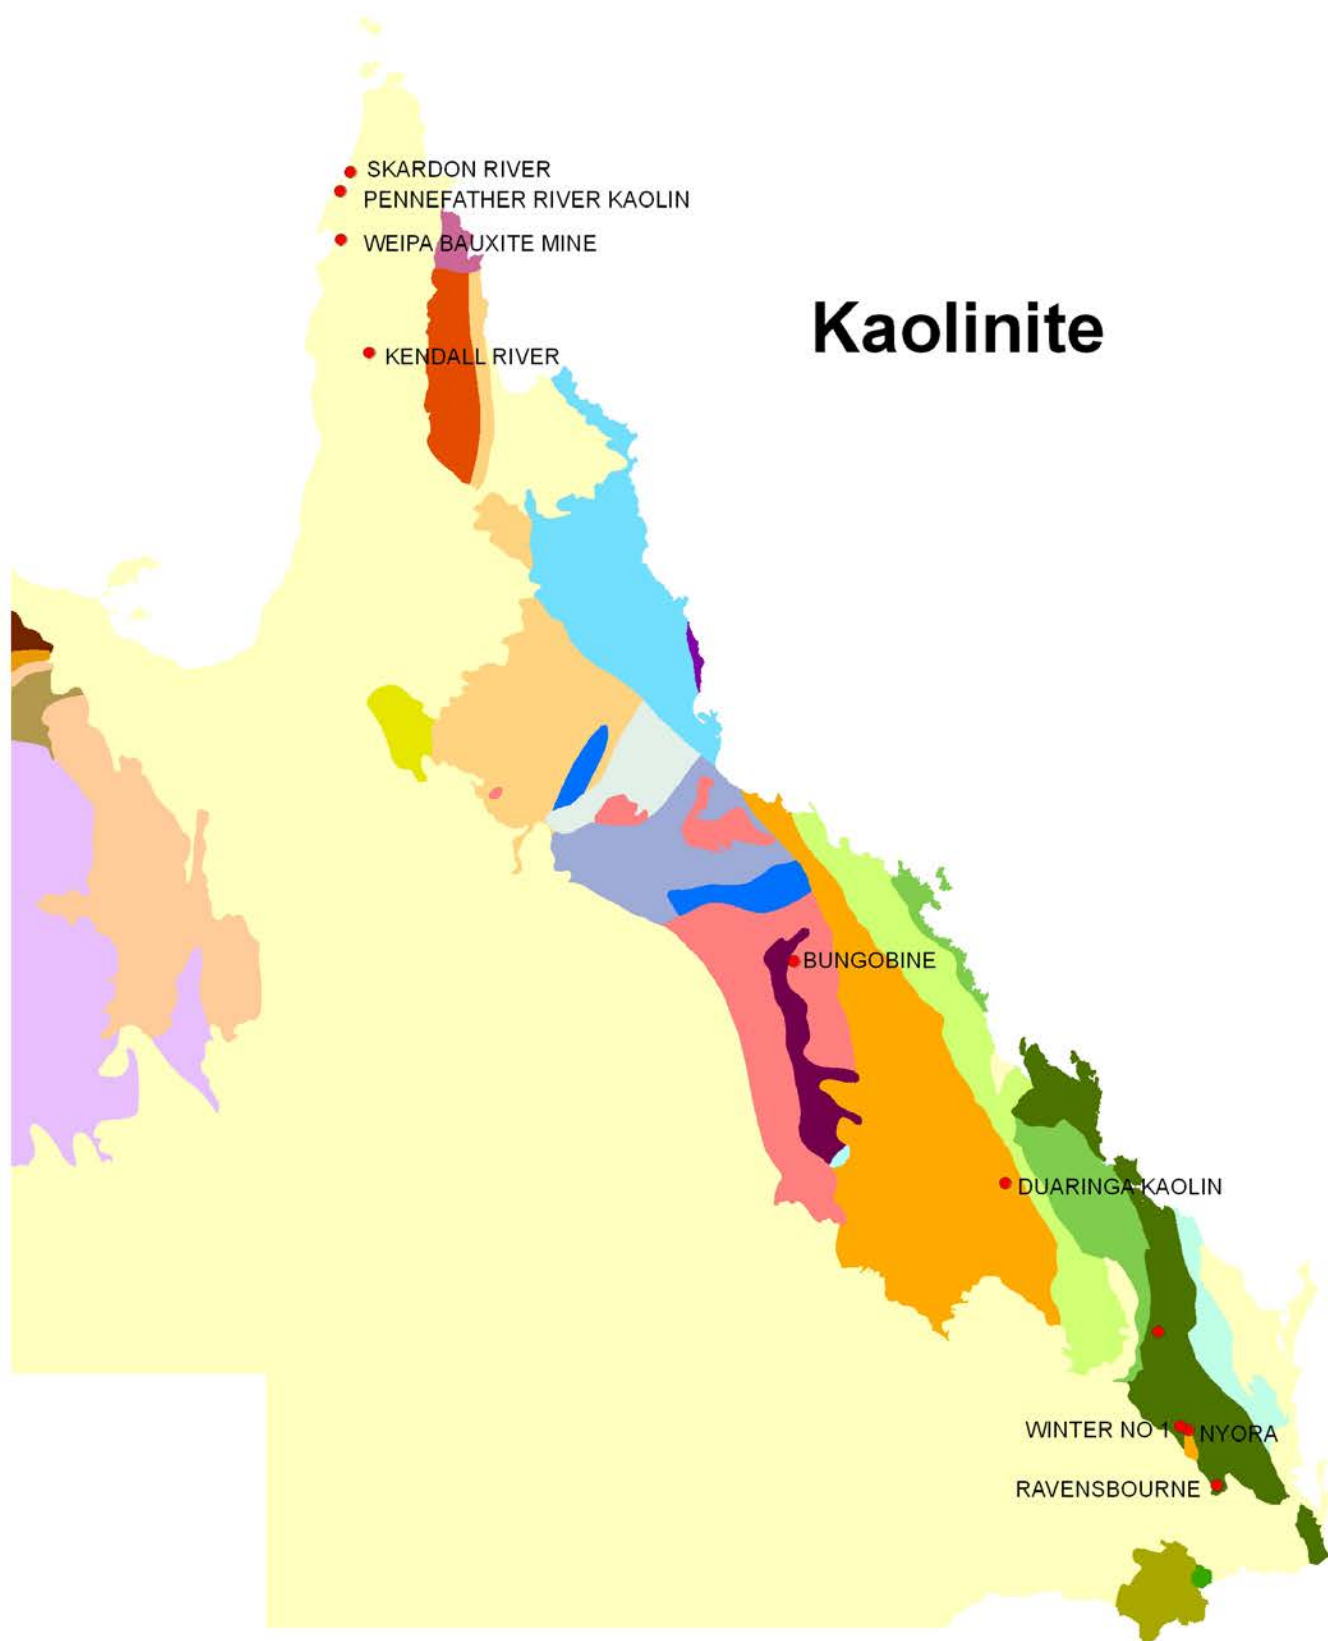 SKARDON RIVER
PENNEFATHER RIVER KAOLIN
WEIPA BAUXITE MINE
Kaolinite
KENDALL RIVER
BUNGOBINE
DUARINGA KAOLIN
WINTER NO 1
NYORA
RAVENSBOURNE